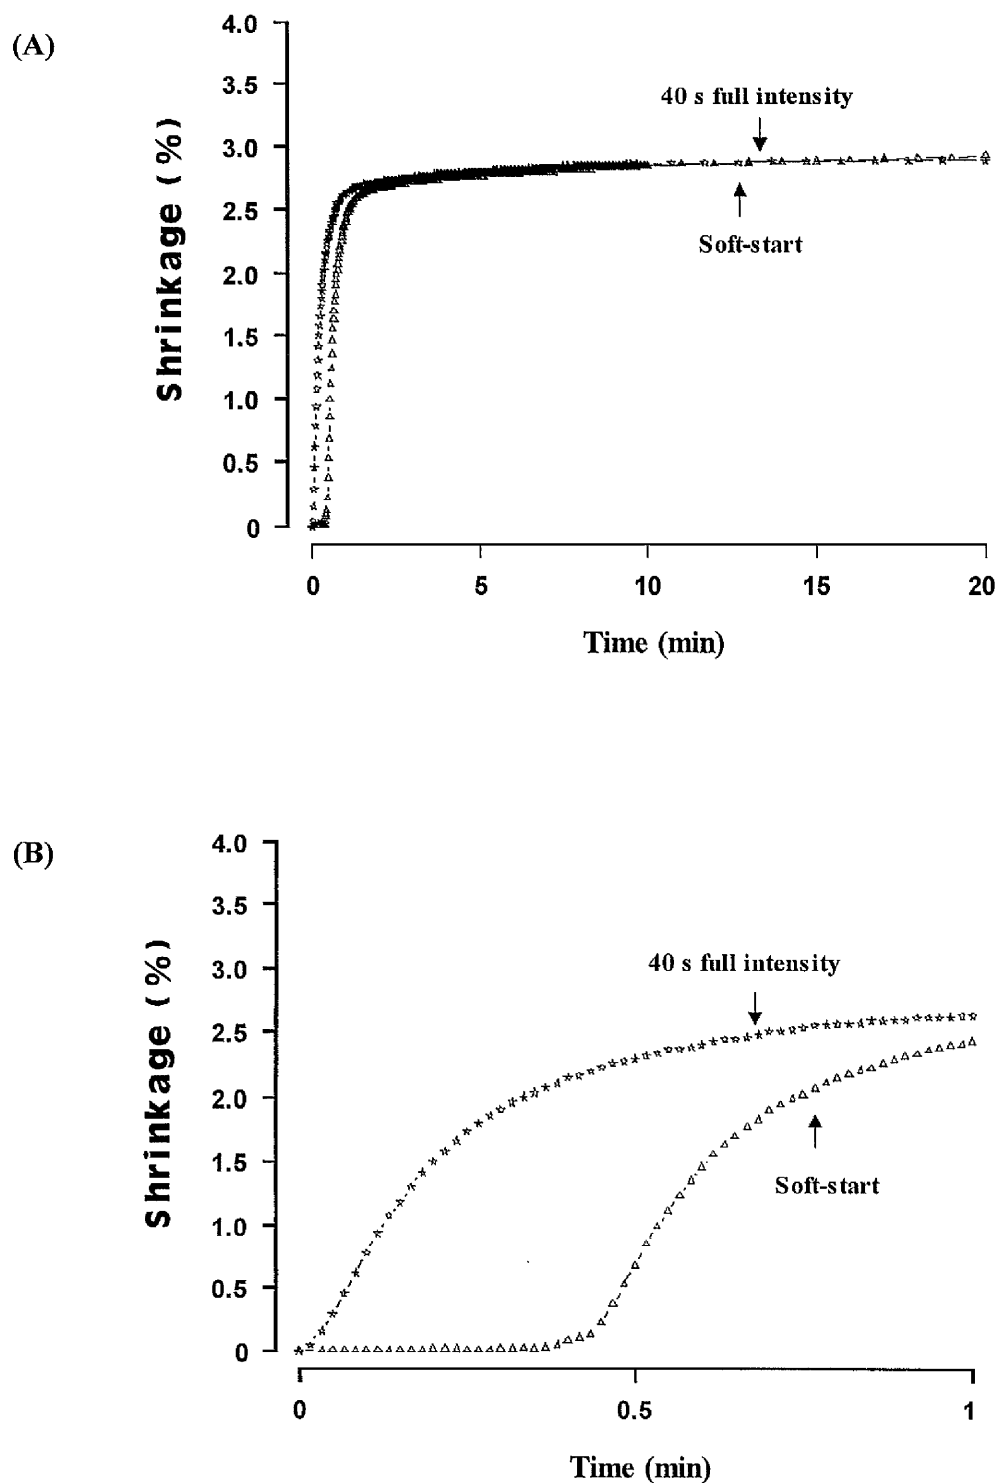 (A)
4.0
3.5
3.0
2.5
2.0
1.5
1.0
0.5
0
Shrinkage (%)
40 s full intensity
Soft-start
0 5 10 15 20
Time (min)
(B)
4.0
3.5
3.0
2.5
2.0
1.5
1.0
0.5
0
Shrinkage (%)
40 s full intensity
Soft-start
0 0.5 1
Time (min)